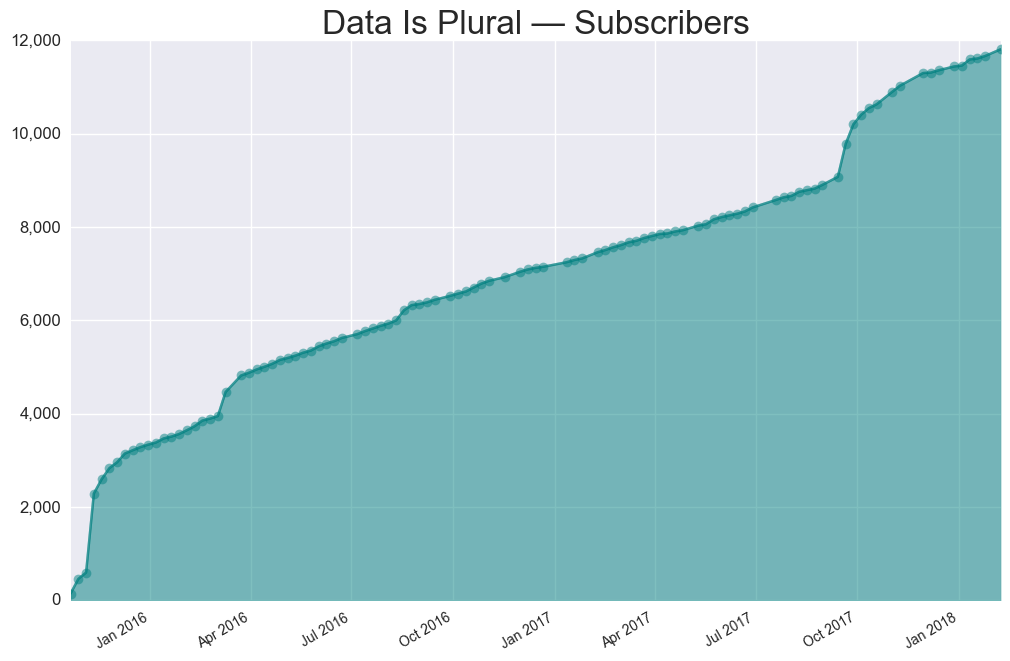 Data Is Plural — Subscribers
12,000
10,000
8,000
6,000
4,000
2,000
0
Jan 2016
Apr 2016
Jul 2016
Oct 2016
Jan 2017
Apr 2017
Jul 2017
Oct 2017
Jan 2018